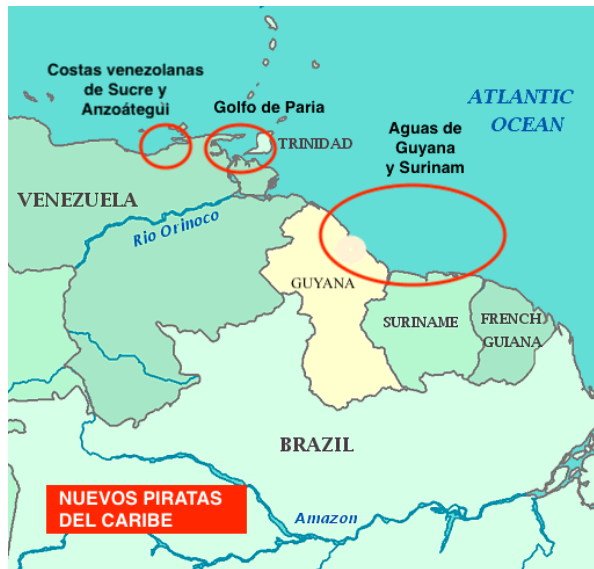 Costas venezolanas
de Sucre y
Anzoátegui
Golfo de Paria
ATLANTIC
OCEAN
Aguas de
Guyana
y Surinam
TRINIDAD
VENEZUELA
Rio Orinoco
GUYANA
SURINAME
FRENCH
GUIANA
BRAZIL
NUEVOS PIRATAS
DEL CARIBE
Amazon